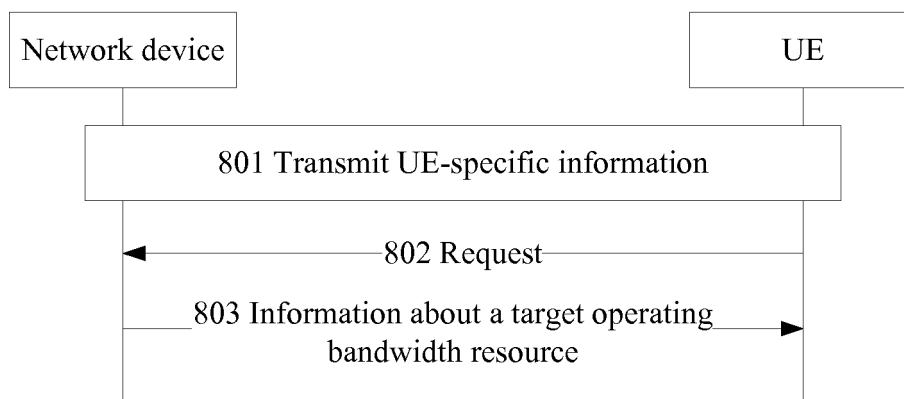 Network device
UE
801 Transmit UE-specific information
802 Request
803 Information about a target operating
bandwidth resource